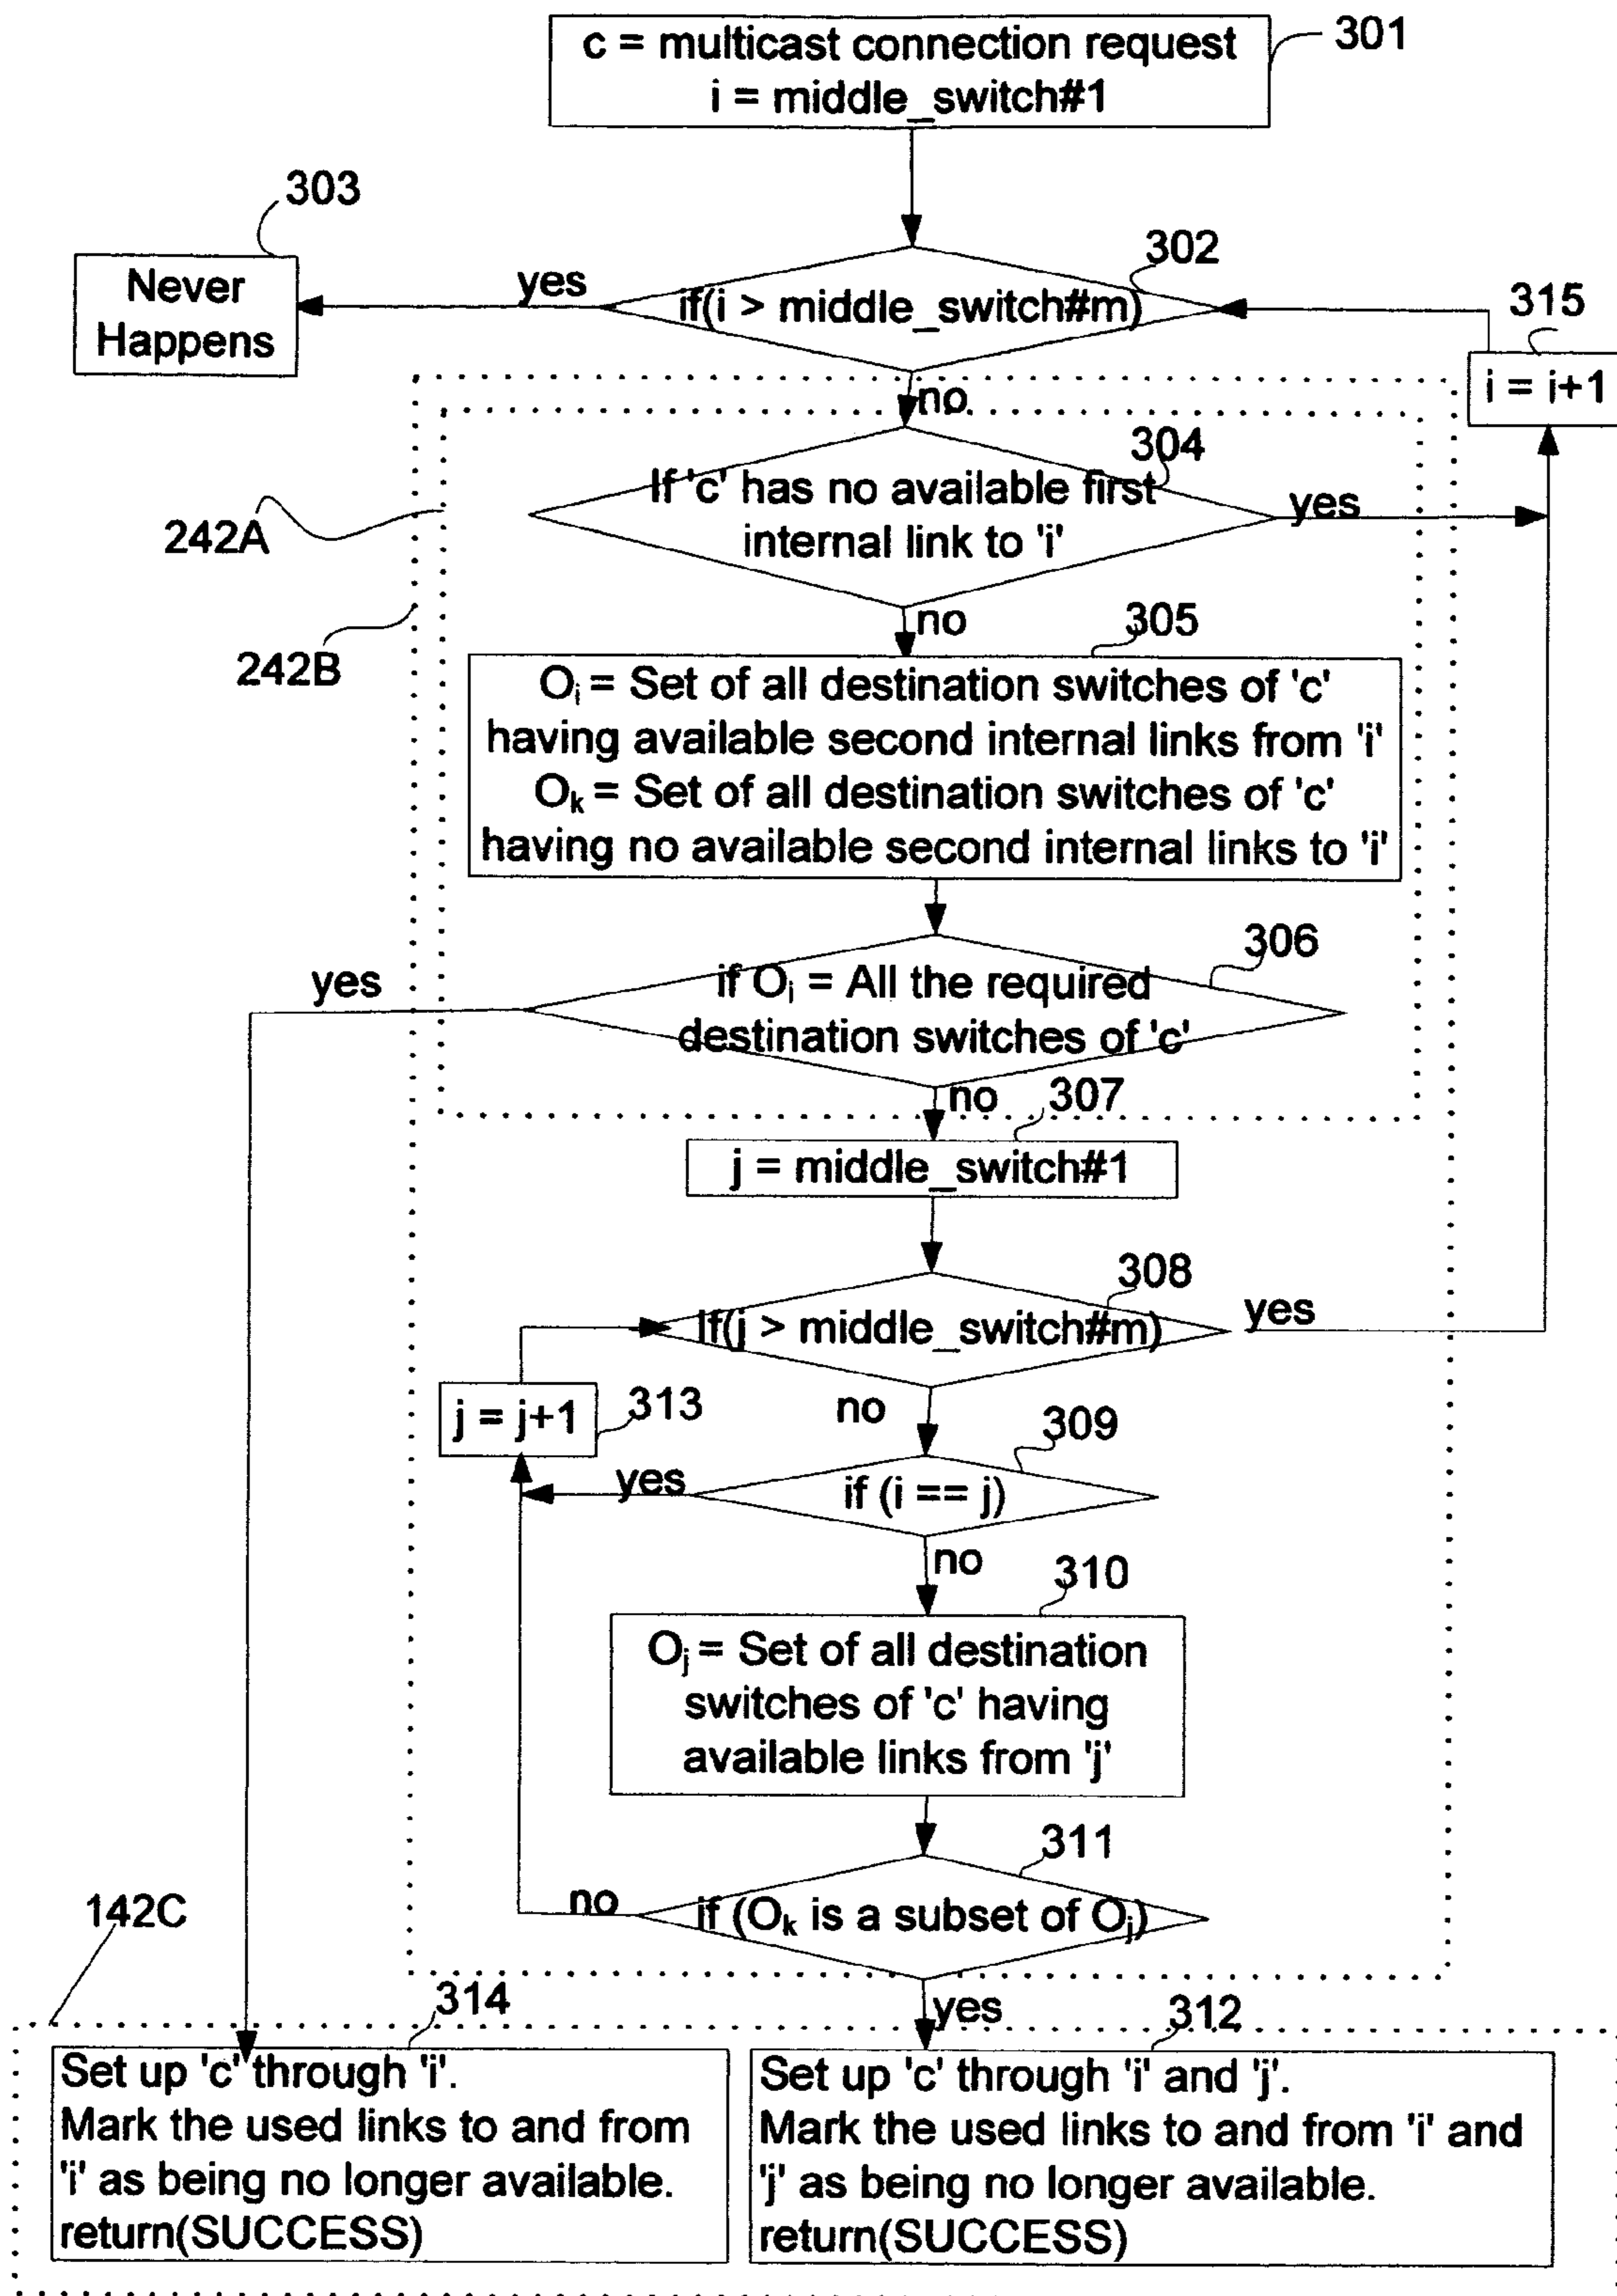 c = multicast connection request
i = middle_switch#1
301
303
Never
Happens
yes
302
if(i > middle_switch#m)
315
i = i+1
no
304
If 'c' has no available first
internal link to 'i'
yes
242A
242B
no
305
Oi = Set of all destination switches of 'c'
having available second internal links from 'i'
Ok = Set of all destination switches of 'c'
having no available second internal links to 'i'
306
yes
if Oi = All the required
destination switches of 'c'
no
307
j = middle_switch#1
308
If(j > middle_switch#m)
yes
j = j+1
313
no
309
yes
if (i == j)
no
310
Oj = Set of all destination
switches of 'c' having
available links from 'j'
311
142C
no
if (Ok is a subset of Oj)
314
yes
312
Set up 'c' through 'i'.
Mark the used links to and from
'i' as being no longer available.
return(SUCCESS)
Set up 'c' through 'i' and 'j'.
Mark the used links to and from 'i' and
'j' as being no longer available.
return(SUCCESS)